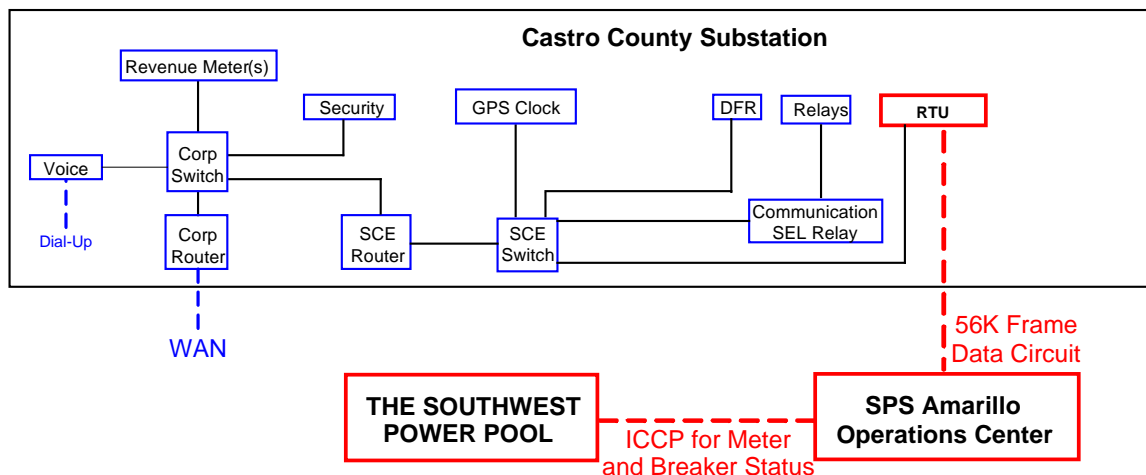 Castro County Substation
Revenue Meter(s)
Security
GPS Clock
DFR
Relays
RTU
Voice
Corp
Switch
Dial-Up
Corp
Router
SCE
Router
SCE
Switch
Communication
SEL Relay
WAN
56K Frame
Data Circuit
THE SOUTHWEST
POWER POOL
ICCP for Meter
and Breaker Status
SPS Amarillo
Operations Center